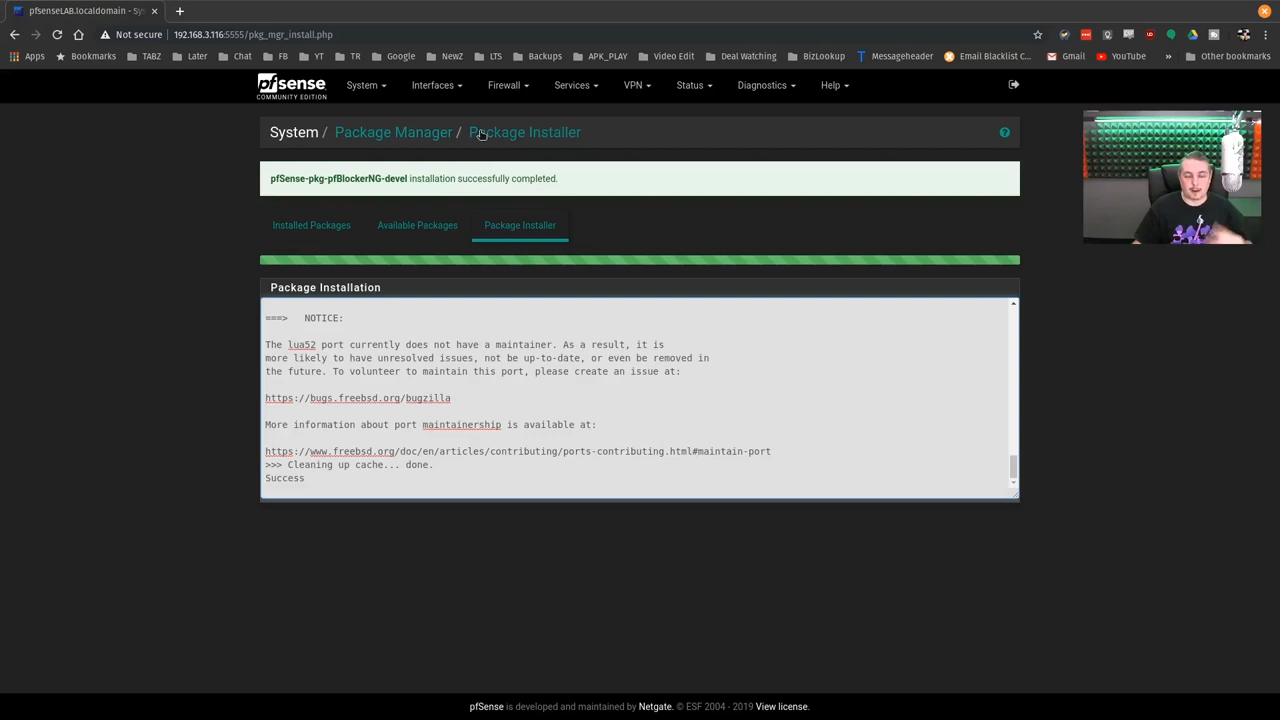 pfsenseLAB.localdomain - Sys
Not secure
192.168.3.116:5555/pkg_mgr_install.php
Apps
Bookmarks
TABZ
Later
Chat
FB
YT
TR
Google
NewZ
LTS
Backups
APK_PLAY
Video Edit
Deal Watching
BizLookup
Messageheader
Email Blacklist C
Gmail
YouTube
»
Other bookmarks
pfsense
COMMUNITY EDITION
System
Interfaces
Firewall
Services
VPN
Status
Diagnostics
Help
System / Package Manager / Package Installer
pfSense-pkg-pfBlockerNG-devel installation successfully completed.
Installed Packages
Available Packages
Package Installer
Package Installation
===> NOTICE:
The lua52 port currently does not have a maintainer. As a result, it is
more likely to have unresolved issues, not be up-to-date, or even be removed in
the future. To volunteer to maintain this port, please create an issue at:
https://bugs.freebsd.org/bugzilla
More information about port maintainership is available at:
https://www.freebsd.org/doc/en/articles/contributing/ports-contributing.html#maintain-port
>>> Cleaning up cache... done.
Success
pfSense is developed and maintained by Netgate. © ESF 2004 - 2019 View license.